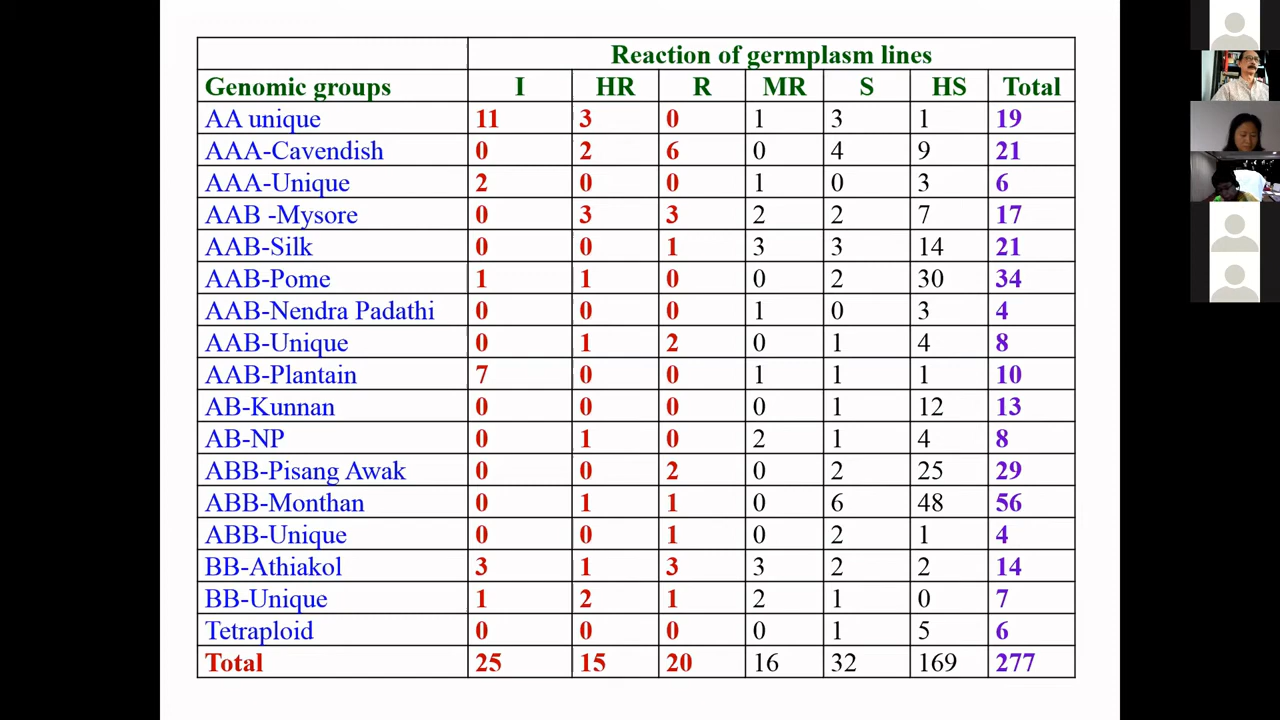 Reaction of germplasm lines
Genomic groups I HR R MR S HS Total
AA unique 11 3 0 1 3 1 19
AAA-Cavendish 0 2 6 0 4 9 21
AAA-Unique 2 0 0 1 0 3 6
AAB -Mysore 0 3 3 2 2 7 17
AAB-Silk 0 0 1 3 3 14 21
AAB-Pome 1 1 0 0 2 30 34
AAB-Nendra Padathi 0 0 0 1 0 3 4
AAB-Unique 0 1 2 0 1 4 8
AAB-Plantain 7 0 0 1 1 1 10
AB-Kunnan 0 0 0 0 1 12 13
AB-NP 0 1 0 2 1 4 8
ABB-Pisang Awak 0 0 2 0 2 25 29
ABB-Monthan 0 1 1 0 6 48 56
ABB-Unique 0 0 1 0 2 1 4
BB-Athiakol 3 1 3 3 2 2 14
BB-Unique 1 2 1 2 1 0 7
Tetraploid 0 0 0 0 1 5 6
Total 25 15 20 16 32 169 277